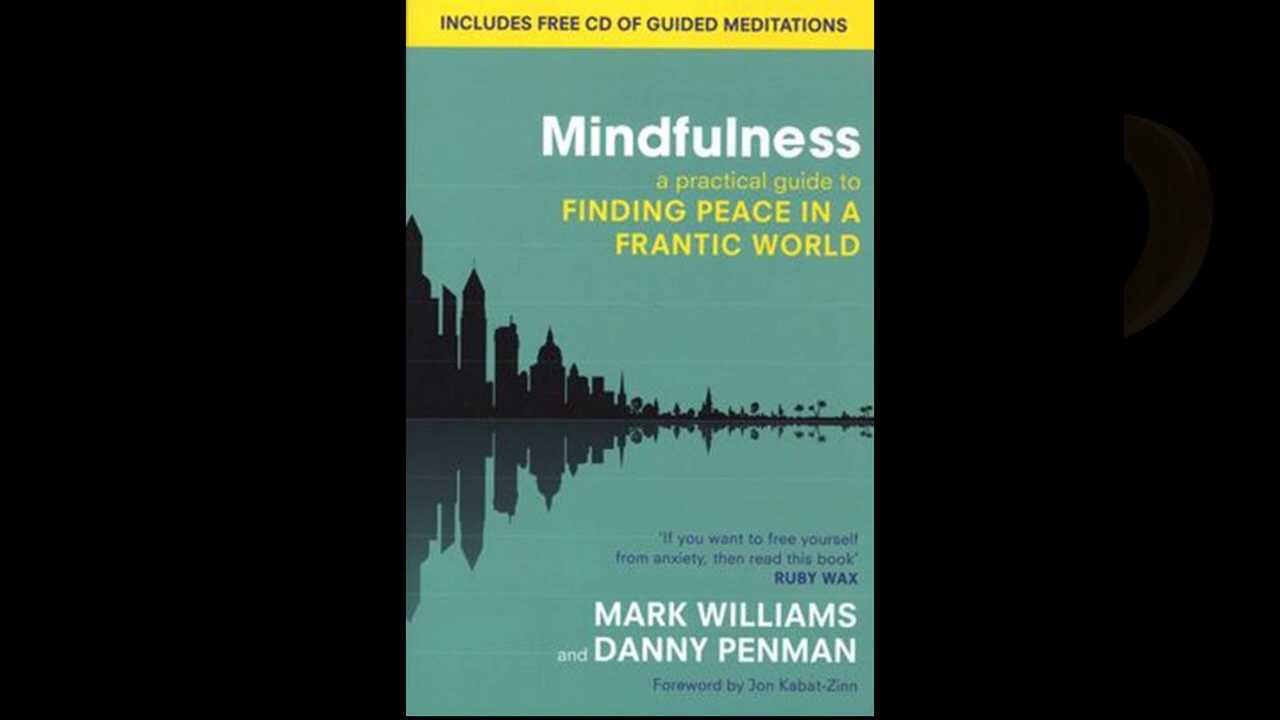 INCLUDES FREE CD OF GUIDED MEDITATIONS
Mindfulness
a practical guide to
FINDING PEACE IN A
FRANTIC WORLD
'If you want to free yourself
from anxiety, then read this book'
RUBY WAX
MARK WILLIAMS
and DANNY PENMAN
Foreword by Jon Kabat-Zinn